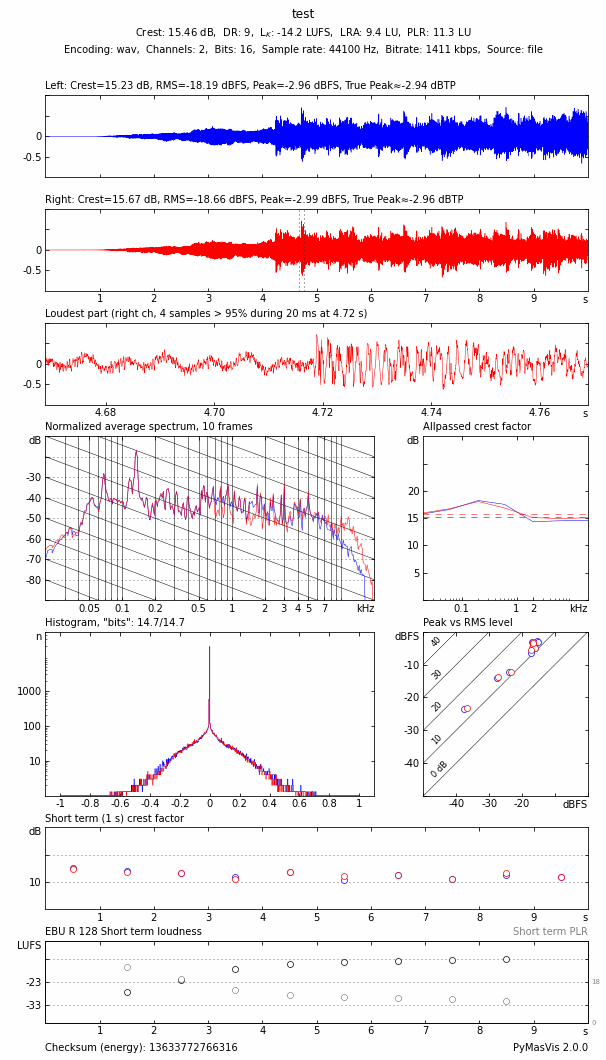 test
Crest: 15.46 dB, DR: 9, Lᴋ: -14.2 LUFS, LRA: 9.4 LU, PLR: 11.3 LU
Encoding: wav, Channels: 2, Bits: 16, Sample rate: 44100 Hz, Bitrate: 1411 kbps, Source: file
Left: Crest=15.23 dB, RMS=-18.19 dBFS, Peak=-2.96 dBFS, True Peak≈-2.94 dBTP
0
-0.5
Right: Crest=15.67 dB, RMS=-18.66 dBFS, Peak=-2.99 dBFS, True Peak≈-2.96 dBTP
0
-0.5
1 2 3 4 5 6 7 8 9 s
Loudest part (right ch, 4 samples > 95% during 20 ms at 4.72 s)
0
-0.5
4.68 4.70 4.72 4.74 4.76 s
Normalized average spectrum, 10 frames
dB
-30
-40
-50
-60
-70
-80
0.05 0.1 0.2 0.5 1 2 3 4 5 7 kHz
Allpassed crest factor
dB
20
15
10
5
0.1 1 2 kHz
Histogram, "bits": 14.7/14.7
n
1000
100
10
-1 -0.8 -0.6 -0.4 -0.2 0 0.2 0.4 0.6 0.8 1
Peak vs RMS level
dBFS
-10
-20
-30
-40
40
30
20
10
0 dB
-40 -30 -20 dBFS
Short term (1 s) crest factor
dB
10
1 2 3 4 5 6 7 8 9 s
EBU R 128 Short term loudness Short term PLR
LUFS
-23 18
-33
0
1 2 3 4 5 6 7 8 9 s
Checksum (energy): 13633772766316 PyMasVis 2.0.0